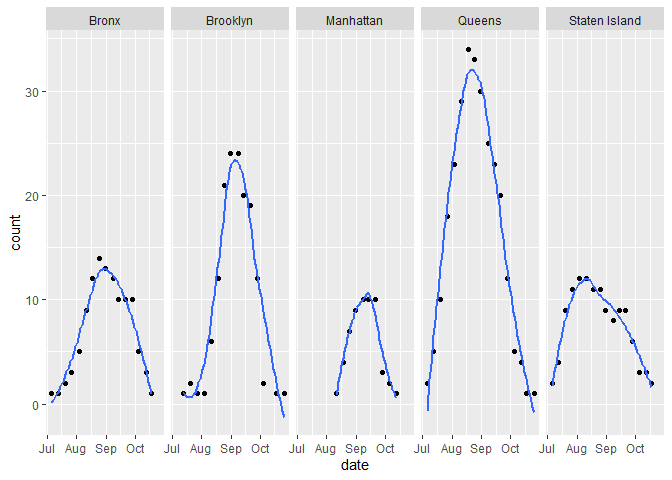 Bronx Brooklyn Manhattan Queens Staten Island
30
20
10
0
count
Jul Aug Sep Oct Jul Aug Sep Oct Jul Aug Sep Oct Jul Aug Sep Oct Jul Aug Sep Oct
date